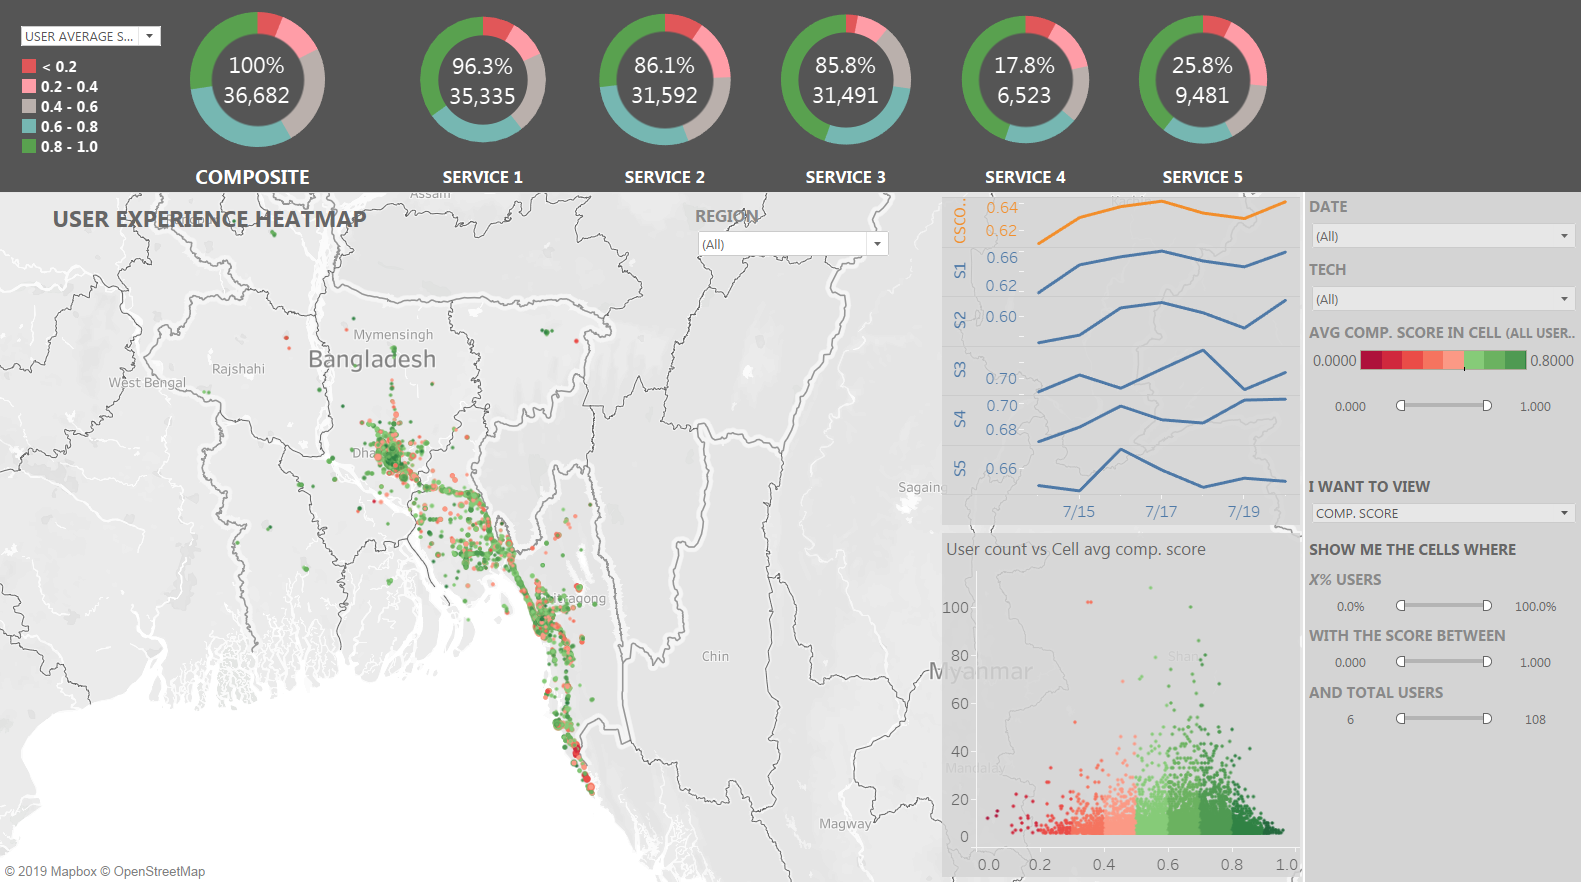 USER AVERAGE S...
< 0.2
0.2 - 0.4
0.4 - 0.6
0.6 - 0.8
0.8 - 1.0
100%
36,682
COMPOSITE
96.3%
35,335
SERVICE 1
86.1%
31,592
SERVICE 2
85.8%
31,491
SERVICE 3
17.8%
6,523
SERVICE 4
25.8%
9,481
SERVICE 5
USER EXPERIENCE HEATMAP
REGION
(All)
Assam
Mymensingh
Bangladesh
Rajshahi
West Bengal
Dha
Chittagong
Sagaing
Chin
Myanmar
Shan
Mandalay
Magway
© 2019 Mapbox © OpenStreetMap
CSCO..
0.64
0.62
S1
0.66
0.62
S2
0.60
S3
0.70
S4
0.70
0.68
S5
0.66
7/15
7/17
7/19
User count vs Cell avg comp. score
100
80
60
40
20
0
0.0
0.2
0.4
0.6
0.8
1.0
DATE
(All)
TECH
(All)
AVG COMP. SCORE IN CELL (ALL USER..
0.0000
0.8000
0.000
1.000
I WANT TO VIEW
COMP. SCORE
SHOW ME THE CELLS WHERE
X% USERS
0.0%
100.0%
WITH THE SCORE BETWEEN
0.000
1.000
AND TOTAL USERS
6
108